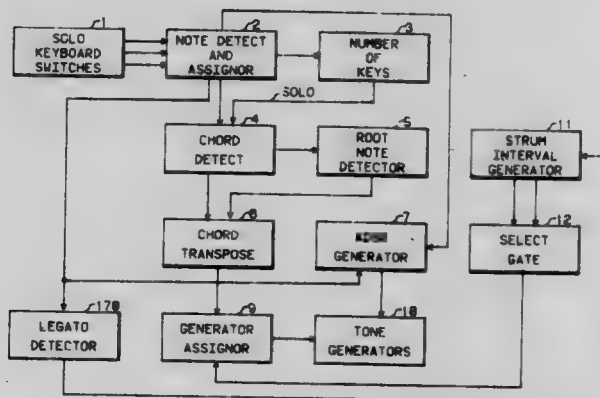 1
SOLO
KEYBOARD
SWITCHES
2
NOTE DETECT
AND
ASSIGNOR
3
NUMBER
OF
KEYS
SOLO
4
CHORD
DETECT
5
ROOT
NOTE
DETECTOR
11
STRUM
INTERVAL
GENERATOR
6
CHORD
TRANSPOSE
7
GENERATOR
12
SELECT
GATE
170
LEGATO
DETECTOR
9
GENERATOR
ASSIGNOR
10
TONE
GENERATORS